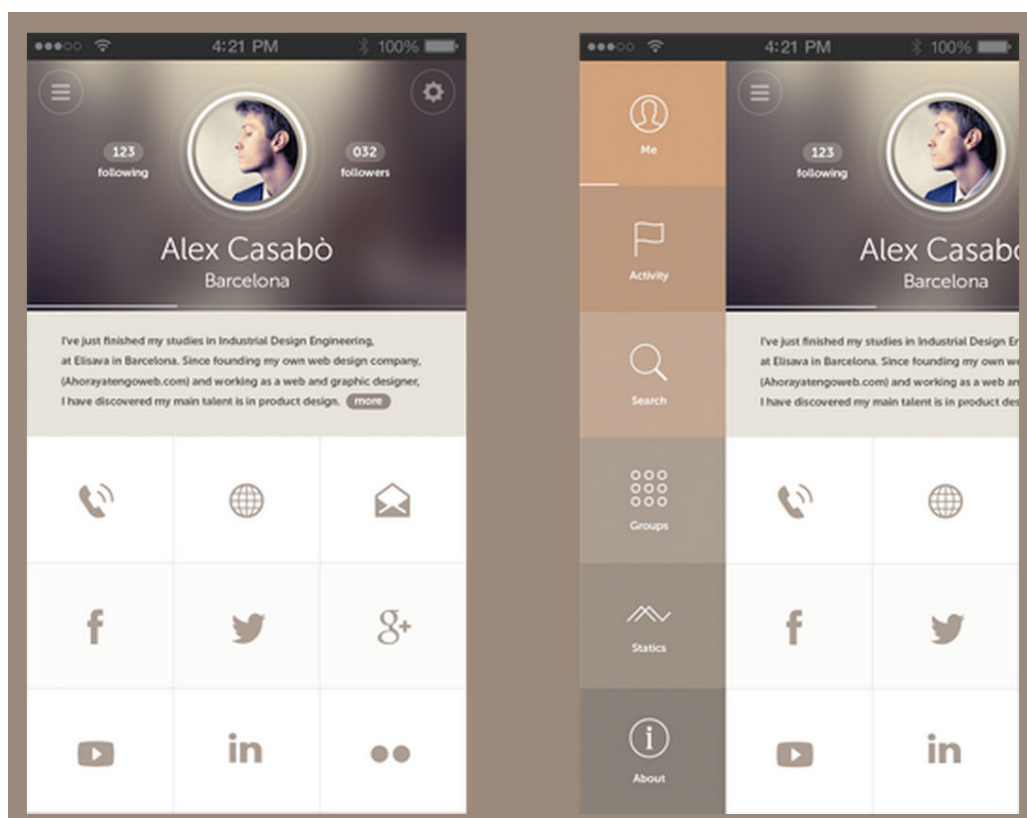 4:21 PM
100%
123
following
032
followers
Alex Casabò
Barcelona
I've just finished my studies in Industrial Design Engineering,
at Elisava in Barcelona. Since founding my own web design company,
(Ahorayatengoweb.com) and working as a web and graphic designer,
I have discovered my main talent is in product design. more
f
g+
in
4:21 PM
100%
Me
Activity
Search
Groups
Statics
About
123
following
Alex Casabò
Barcelona
I've just finished my studies in Industrial Design En
at Elisava in Barcelona. Since founding my own we
(Ahorayatengoweb.com) and working as a web an
I have discovered my main talent is in product des
f
in